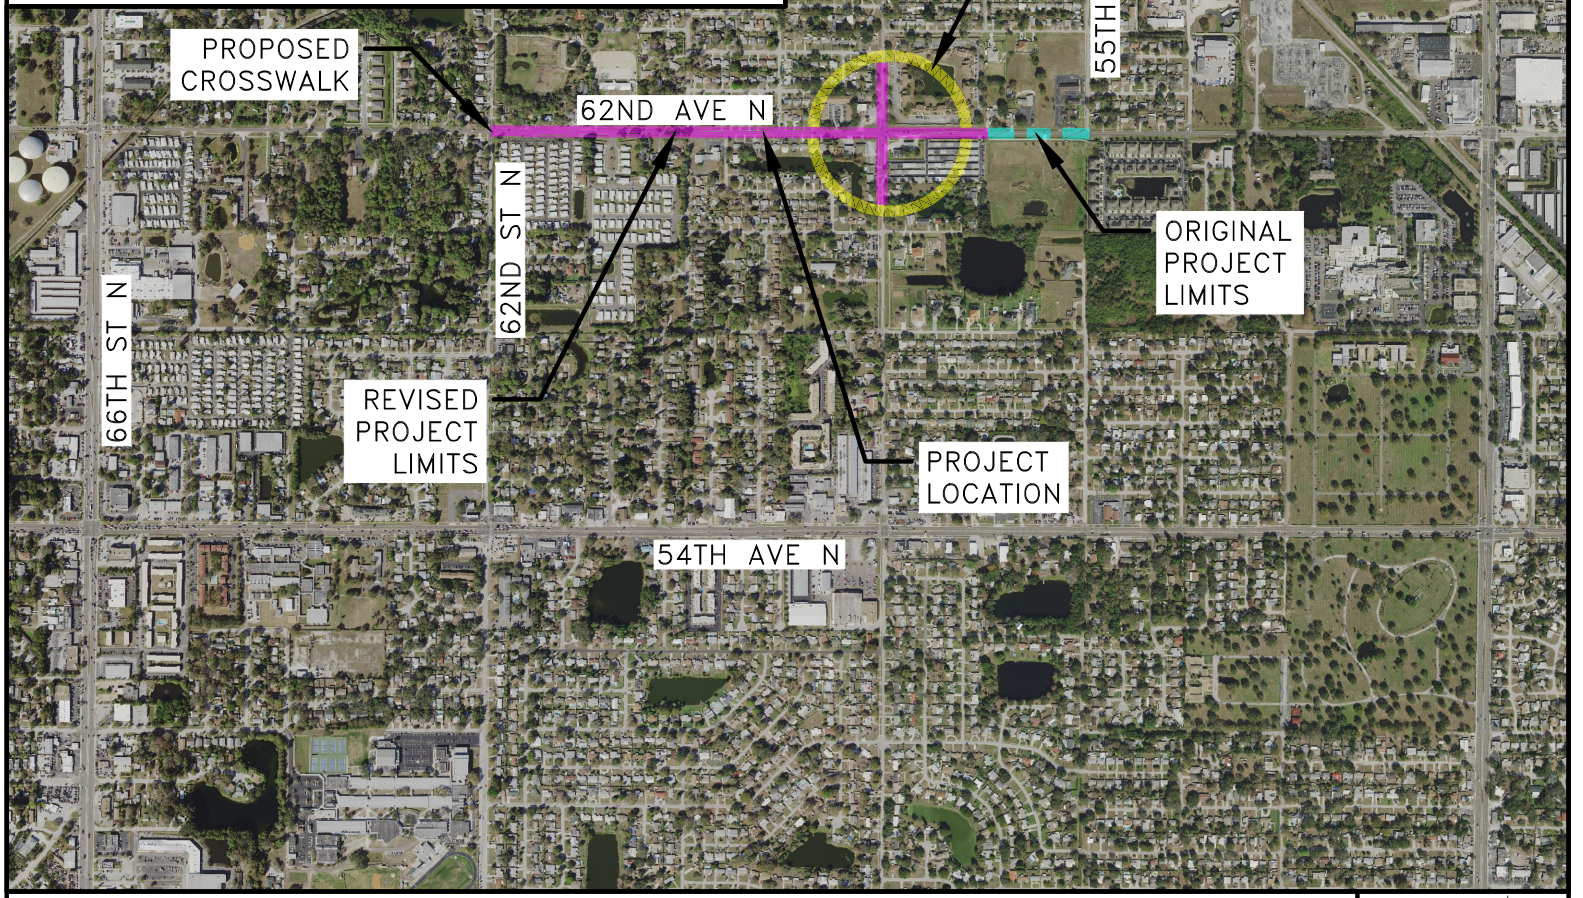 PROPOSED
CROSSWALK
62ND AVE N
55TH
62ND ST N
ORIGINAL
PROJECT
LIMITS
66TH ST N
REVISED
PROJECT
LIMITS
PROJECT
LOCATION
54TH AVE N